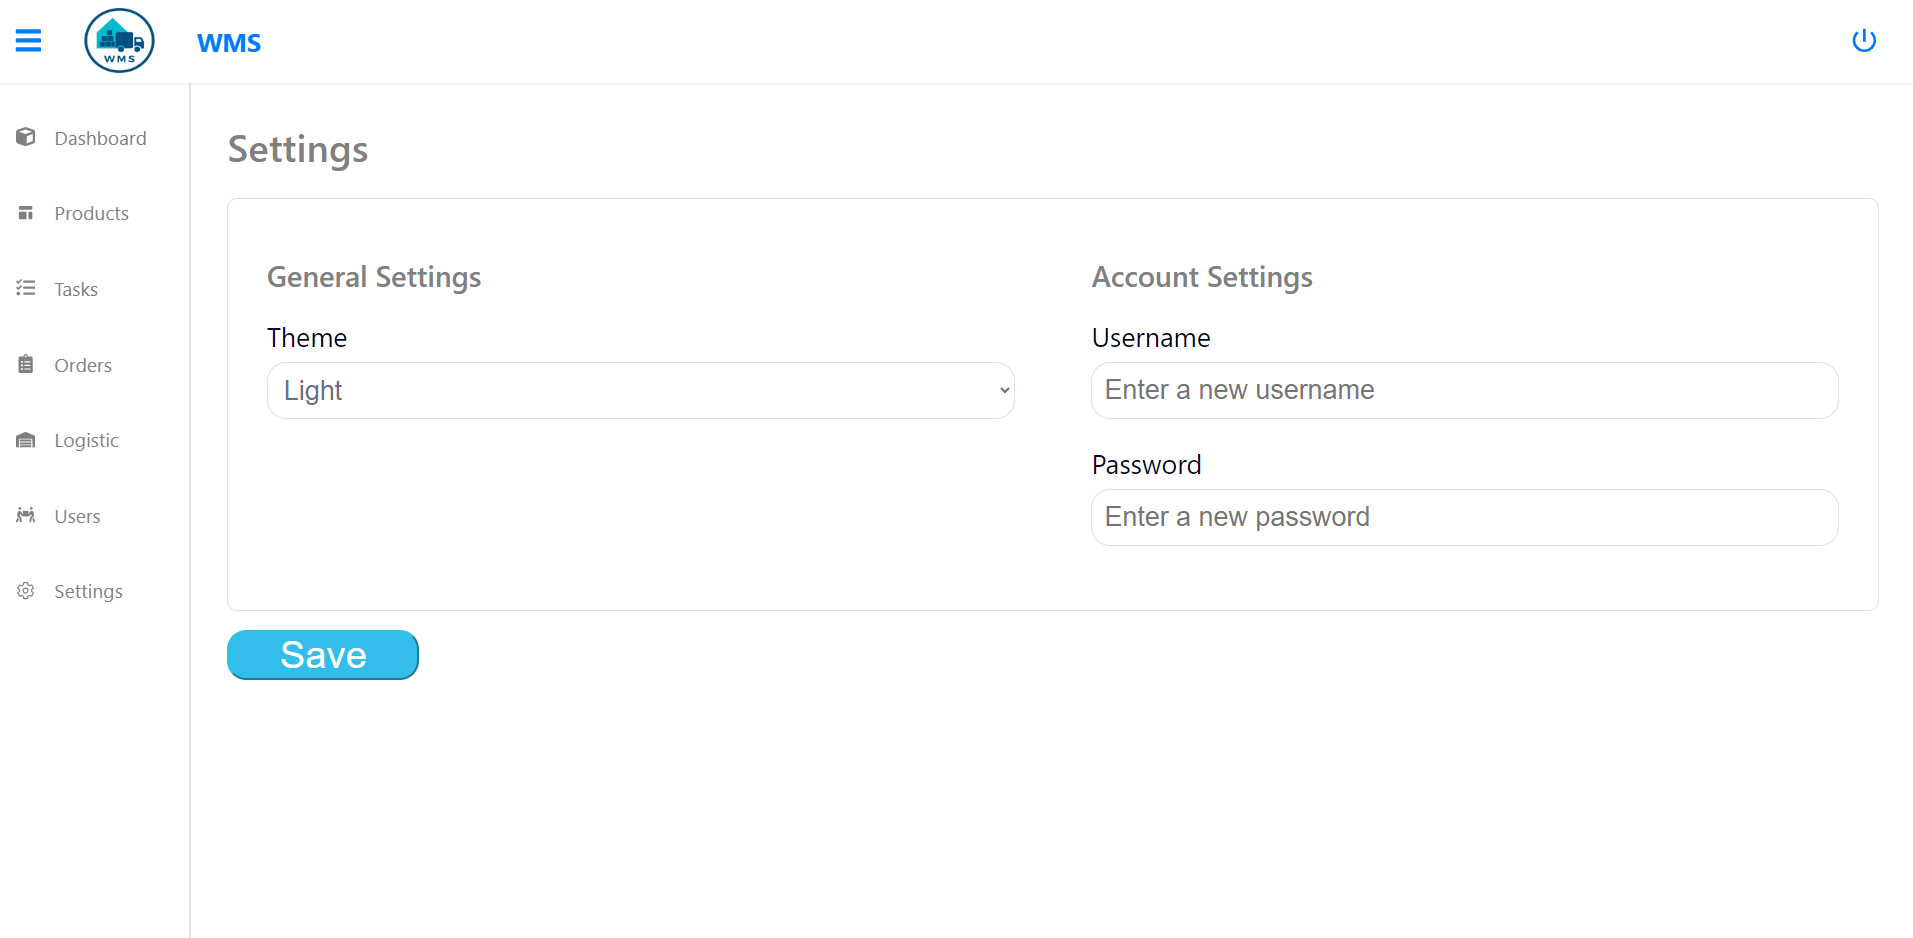 WMS
WMS
Dashboard
Products
Tasks
Orders
Logistic
Users
Settings
Settings
General Settings
Theme
Light
Account Settings
Username
Enter a new username
Password
Enter a new password
Save